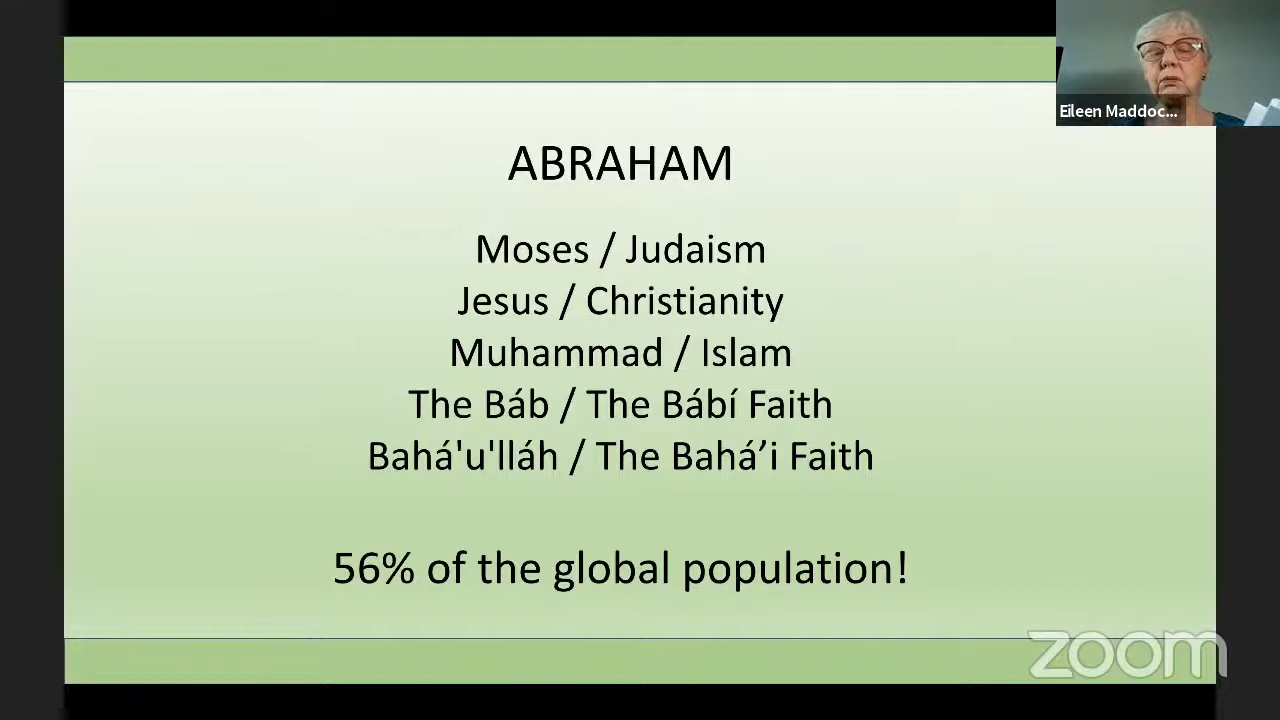 Eileen Maddoc...
ABRAHAM
Moses / Judaism
Jesus / Christianity
Muhammad / Islam
The Báb / The Bábí Faith
Bahá'u'lláh / The Bahá’i Faith
56% of the global population!
zoom